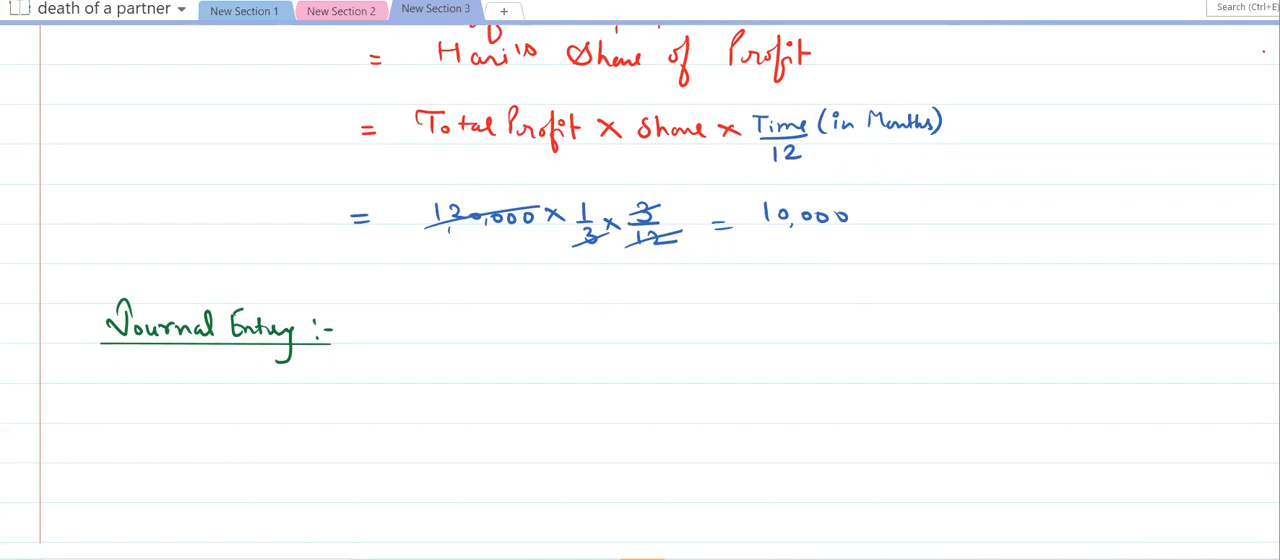 death of a partner New Section 1 New Section 2 New Section 3 + Search (Ctrl+E)
= Hari's Share of Profit
= Total Profit × Share × Time/12 (in Months)
= 120,000 × 1/3 × 3/12 = 10,000
Journal Entry :-